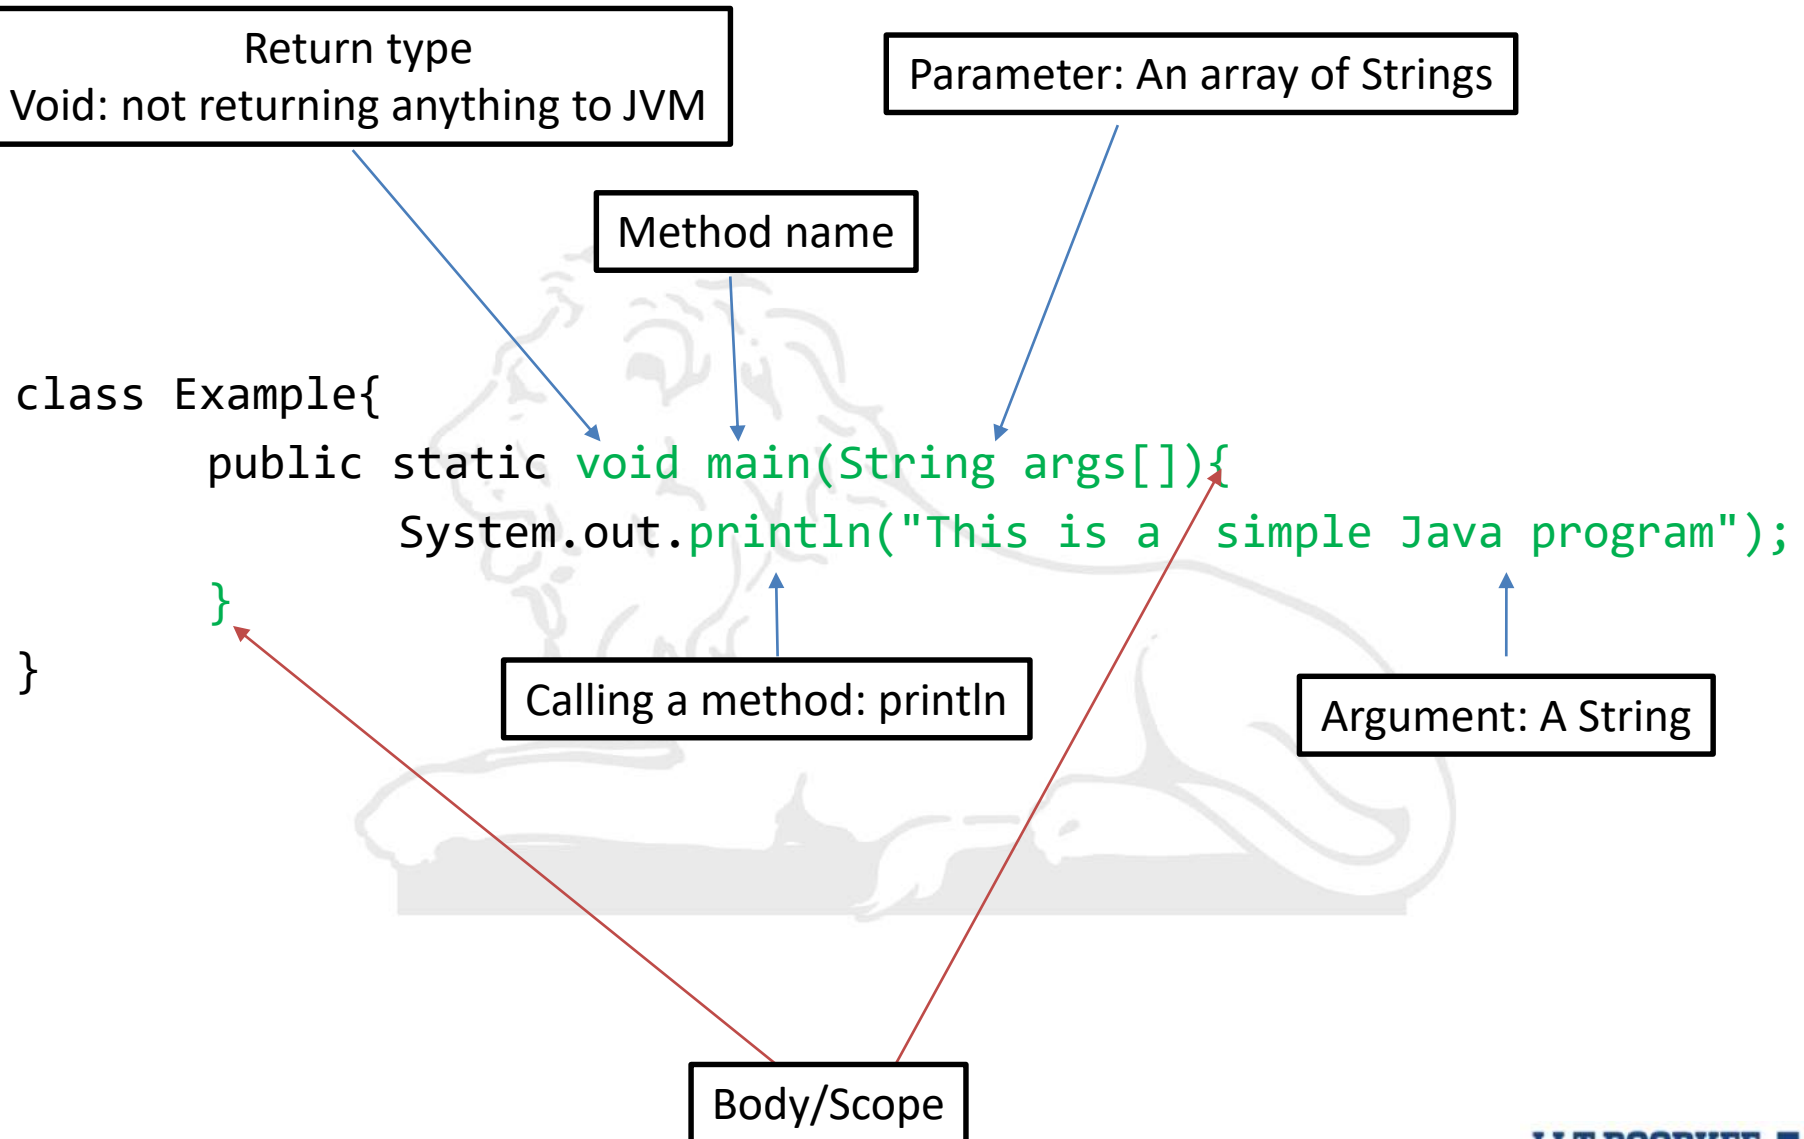 Return type
Void: not returning anything to JVM
Parameter: An array of Strings
Method name
class Example{
public static void main(String args[]){
System.out.println("This is a  simple Java program");
}
}
Calling a method: println
Argument: A String
Body/Scope